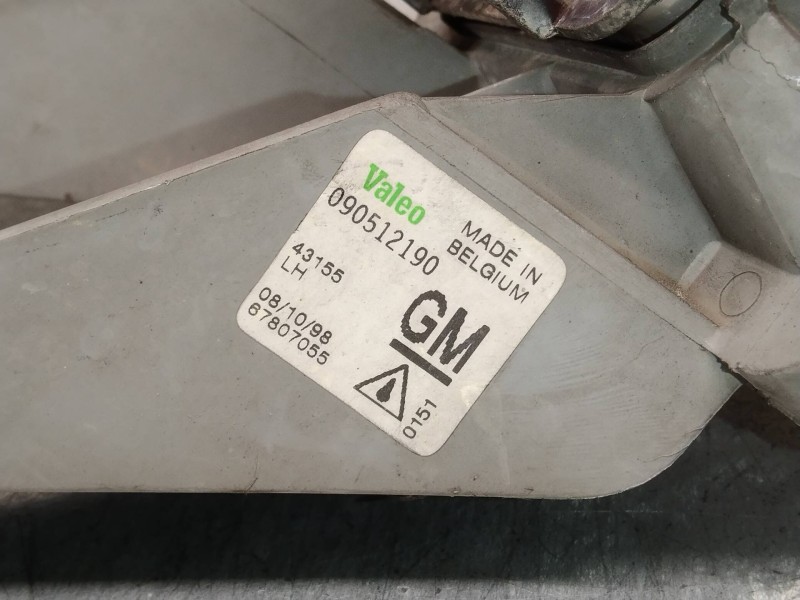 Valeo
090512190
MADE IN
BELGIUM
43155
LH
08/10/98
67807055
GM
0151